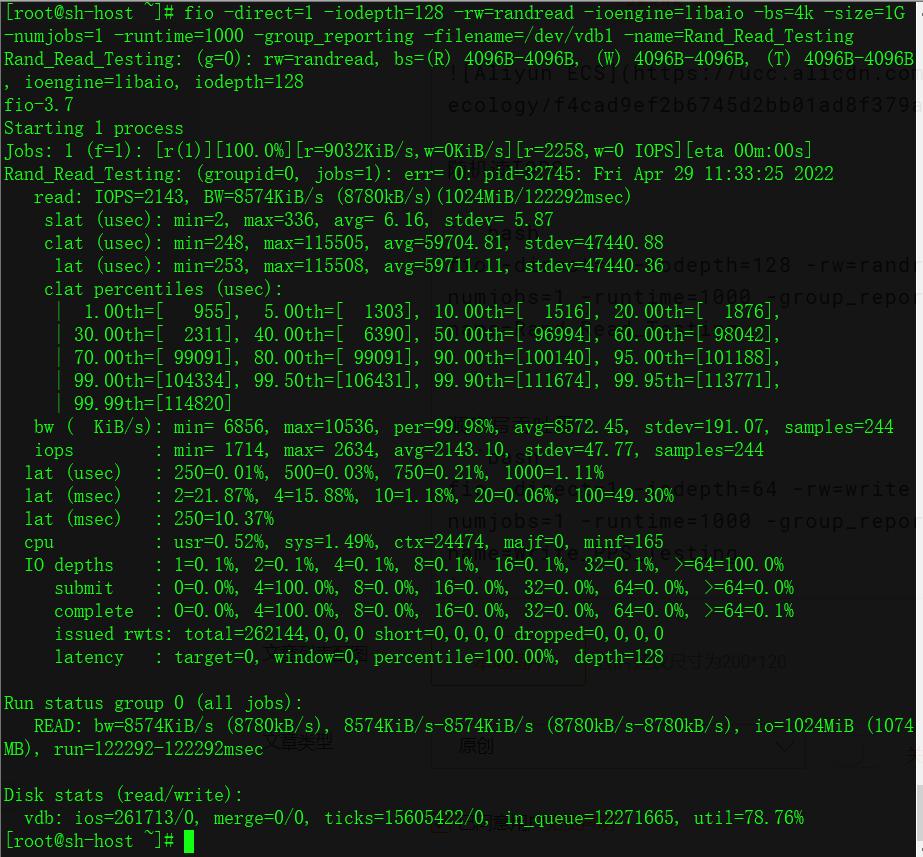 [root@sh-host ~]# fio -direct=1 -iodepth=128 -rw=randread -ioengine=libaio -bs=4k -size=1G
-numjobs=1 -runtime=1000 -group_reporting -filename=/dev/vdb1 -name=Rand_Read_Testing
Rand_Read_Testing: (g=0): rw=randread, bs=(R) 4096B-4096B, (W) 4096B-4096B, (T) 4096B-4096B
, ioengine=libaio, iodepth=128
fio-3.7
Starting 1 process
Jobs: 1 (f=1): [r(1)][100.0%][r=9032KiB/s,w=0KiB/s][r=2258,w=0 IOPS][eta 00m:00s]
Rand_Read_Testing: (groupid=0, jobs=1): err= 0: pid=32745: Fri Apr 29 11:33:25 2022
   read: IOPS=2143, BW=8574KiB/s (8780kB/s)(1024MiB/122292msec)
    slat (usec): min=2, max=336, avg= 6.16, stdev= 5.87
    clat (usec): min=248, max=115505, avg=59704.81, stdev=47440.88
     lat (usec): min=253, max=115508, avg=59711.11, stdev=47440.36
    clat percentiles (usec):
     |  1.00th=[   955],  5.00th=[  1303], 10.00th=[  1516], 20.00th=[  1876],
     | 30.00th=[  2311], 40.00th=[  6390], 50.00th=[ 96994], 60.00th=[ 98042],
     | 70.00th=[ 99091], 80.00th=[ 99091], 90.00th=[100140], 95.00th=[101188],
     | 99.00th=[104334], 99.50th=[106431], 99.90th=[111674], 99.95th=[113771],
     | 99.99th=[114820]
   bw (  KiB/s): min= 6856, max=10536, per=99.98%, avg=8572.45, stdev=191.07, samples=244
   iops        : min= 1714, max= 2634, avg=2143.10, stdev=47.77, samples=244
  lat (usec)   : 250=0.01%, 500=0.03%, 750=0.21%, 1000=1.11%
  lat (msec)   : 2=21.87%, 4=15.88%, 10=1.18%, 20=0.06%, 100=49.30%
  lat (msec)   : 250=10.37%
  cpu          : usr=0.52%, sys=1.49%, ctx=24474, majf=0, minf=165
  IO depths    : 1=0.1%, 2=0.1%, 4=0.1%, 8=0.1%, 16=0.1%, 32=0.1%, >=64=100.0%
     submit    : 0=0.0%, 4=100.0%, 8=0.0%, 16=0.0%, 32=0.0%, 64=0.0%, >=64=0.0%
     complete  : 0=0.0%, 4=100.0%, 8=0.0%, 16=0.0%, 32=0.0%, 64=0.0%, >=64=0.1%
     issued rwts: total=262144,0,0,0 short=0,0,0,0 dropped=0,0,0,0
     latency   : target=0, window=0, percentile=100.00%, depth=128

Run status group 0 (all jobs):
   READ: bw=8574KiB/s (8780kB/s), 8574KiB/s-8574KiB/s (8780kB/s-8780kB/s), io=1024MiB (1074
MB), run=122292-122292msec

Disk stats (read/write):
  vdb: ios=261713/0, merge=0/0, ticks=15605422/0, in_queue=12271665, util=78.76%
[root@sh-host ~]#